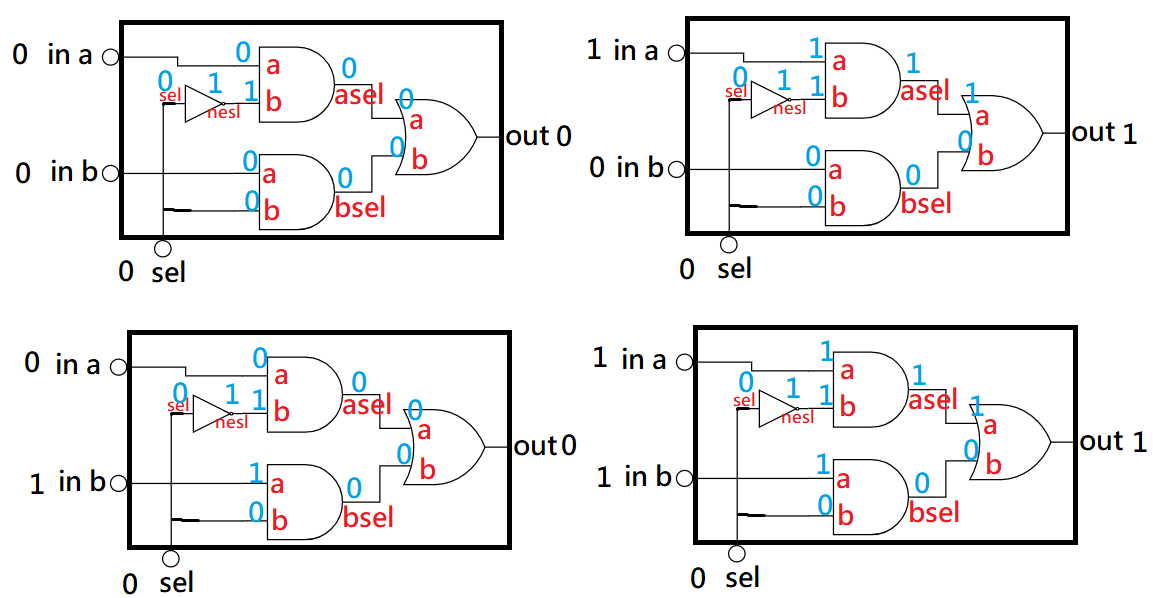 0 in a 0 a 0
0 sel 1 nesl 1 b asel 0 a
0 in b 0 a 0 0 b out 0
0 b bsel
0 sel
1 in a 1 a 1
0 sel 1 nesl 1 b asel 1 a
0 in b 0 a 0 0 b out 1
0 b bsel
0 sel
0 in a 0 a 0
0 sel 1 nesl 1 b asel 0 a
1 in b 1 a 0 0 b out 0
0 b bsel
0 sel
1 in a 1 a 1
0 sel 1 nesl 1 b asel 1 a
1 in b 1 a 0 0 b out 1
0 b bsel
0 sel